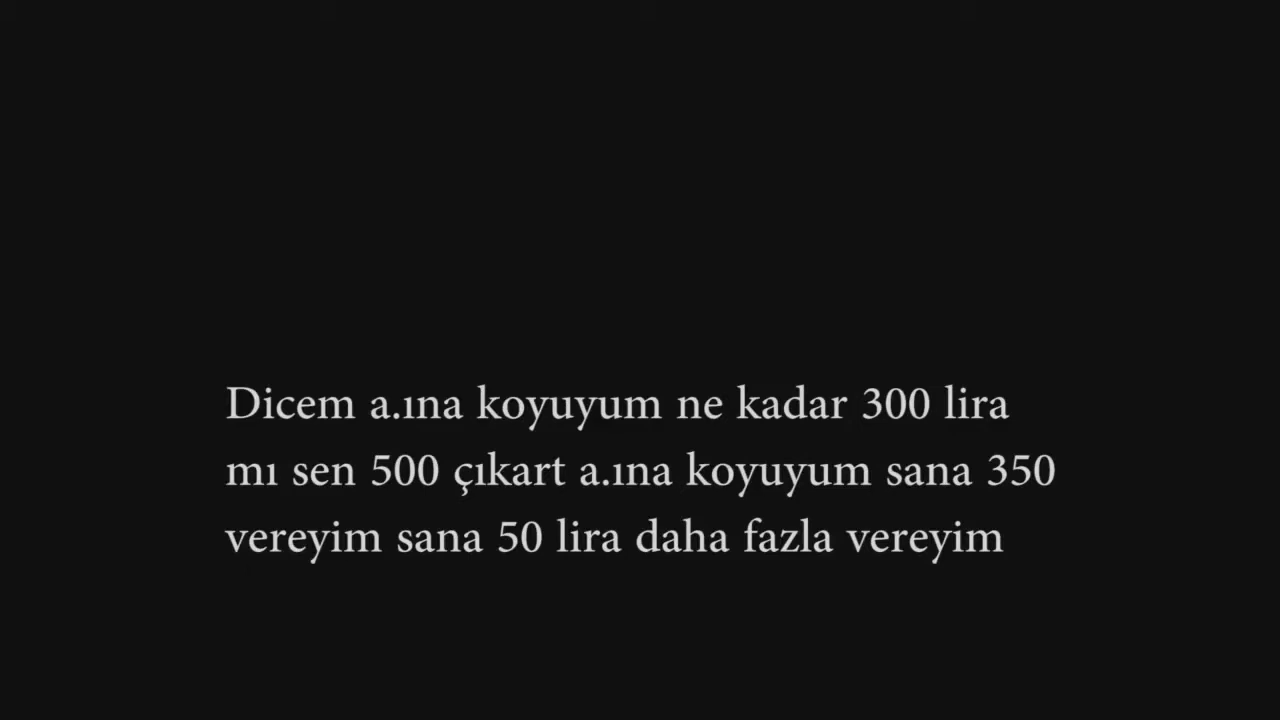 Dicem a.ına koyuyum ne kadar 300 lira
mı sen 500 çıkart a.ına koyuyum sana 350
vereyim sana 50 lira daha fazla vereyim